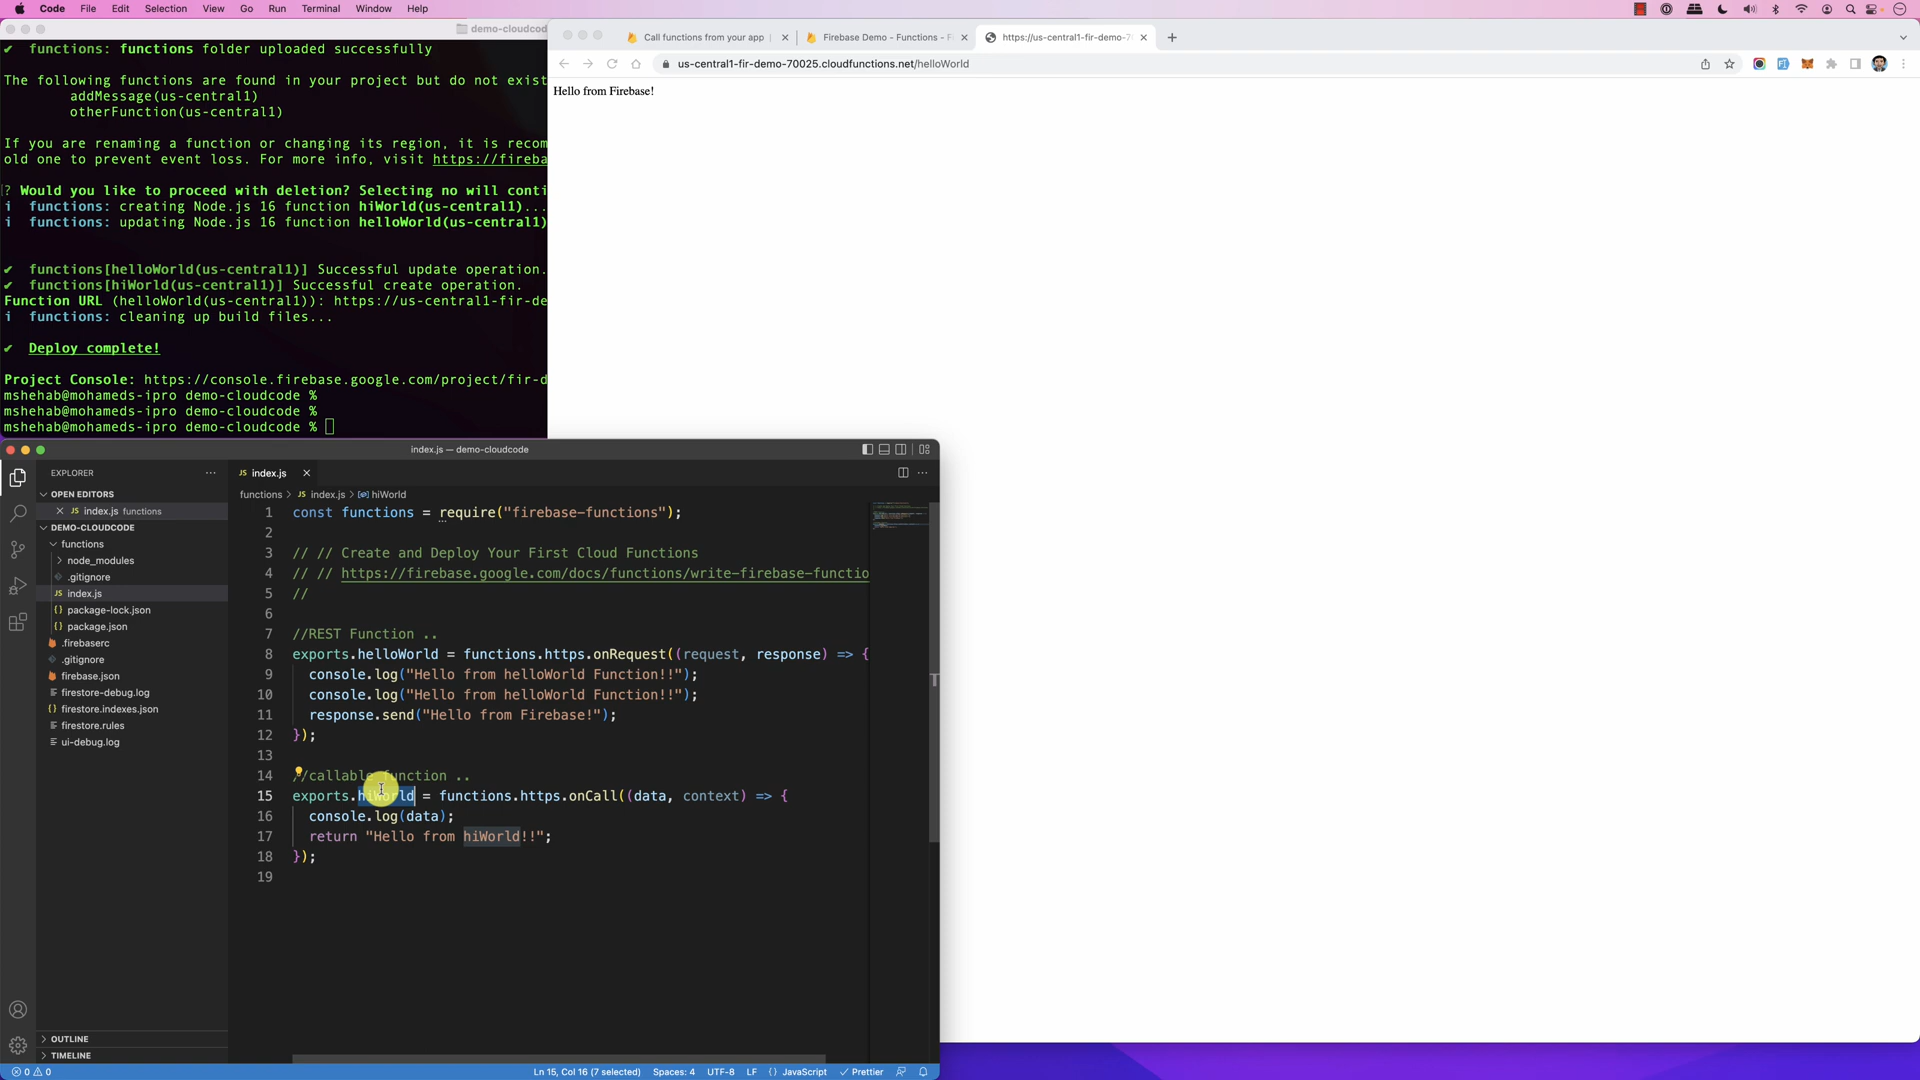 Code File Edit Selection View Go Run Terminal Window Help
demo-cloudcod
✔ functions: functions folder uploaded successfully
The following functions are found in your project but do not exist
addMessage(us-central1)
otherFunction(us-central1)
If you are renaming a function or changing its region, it is recom
old one to prevent event loss. For more info, visit https://fireba
? Would you like to proceed with deletion? Selecting no will conti
i functions: creating Node.js 16 function hiWorld(us-central1)...
i functions: updating Node.js 16 function helloWorld(us-central1)
✔ functions[helloWorld(us-central1)] Successful update operation.
✔ functions[hiWorld(us-central1)] Successful create operation.
Function URL (helloWorld(us-central1)): https://us-central1-fir-de
i functions: cleaning up build files...
✔ Deploy complete!
Project Console: https://console.firebase.google.com/project/fir-d
mshehab@mohameds-ipro demo-cloudcode %
mshehab@mohameds-ipro demo-cloudcode %
mshehab@mohameds-ipro demo-cloudcode %
Call functions from your app
Firebase Demo - Functions - F
https://us-central1-fir-demo-7
us-central1-fir-demo-70025.cloudfunctions.net/helloWorld
Hello from Firebase!
index.js — demo-cloudcode
EXPLORER
OPEN EDITORS
JS index.js functions
DEMO-CLOUDCODE
functions
node_modules
.gitignore
JS index.js
{} package-lock.json
{} package.json
.firebaserc
.gitignore
firebase.json
firestore-debug.log
{} firestore.indexes.json
firestore.rules
ui-debug.log
OUTLINE
TIMELINE
JS index.js
functions > JS index.js > hiWorld
1 const functions = require("firebase-functions");
2
3 // // Create and Deploy Your First Cloud Functions
4 // // https://firebase.google.com/docs/functions/write-firebase-functio
5 //
6
7 //REST Function ..
8 exports.helloWorld = functions.https.onRequest((request, response) => {
9 console.log("Hello from helloWorld Function!!");
10 console.log("Hello from helloWorld Function!!");
11 response.send("Hello from Firebase!");
12 });
13
14 //callable function ..
15 exports.hiWorld = functions.https.onCall((data, context) => {
16 console.log(data);
17 return "Hello from hiWorld!!";
18 });
19
0 0 Ln 15, Col 16 (7 selected) Spaces: 4 UTF-8 LF {} JavaScript ✓ Prettier